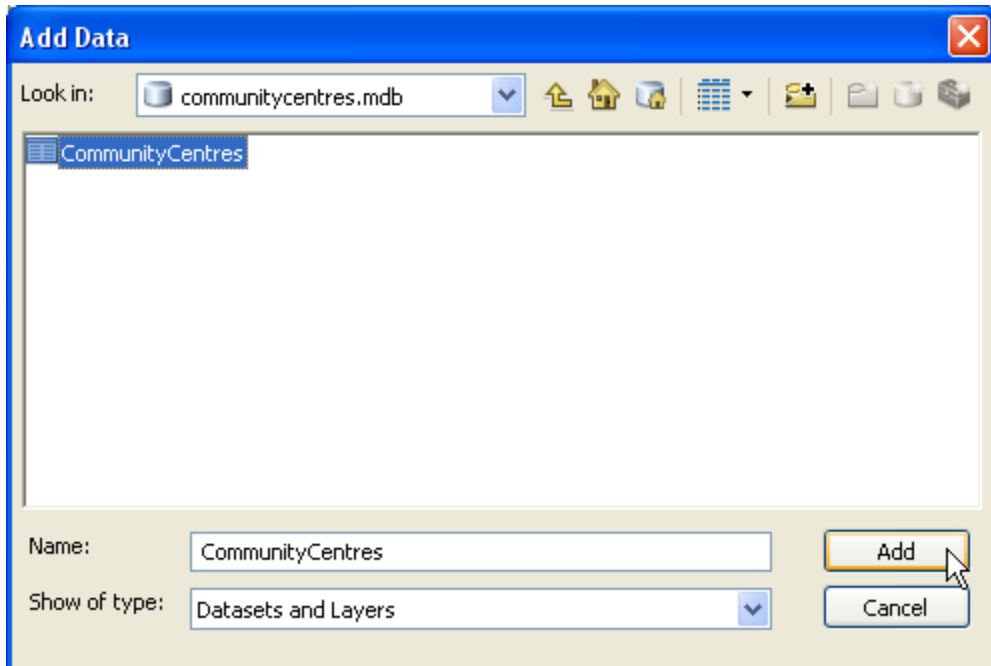 Add Data
Look in: communitycentres.mdb
CommunityCentres
Name: CommunityCentres Add
Show of type: Datasets and Layers Cancel